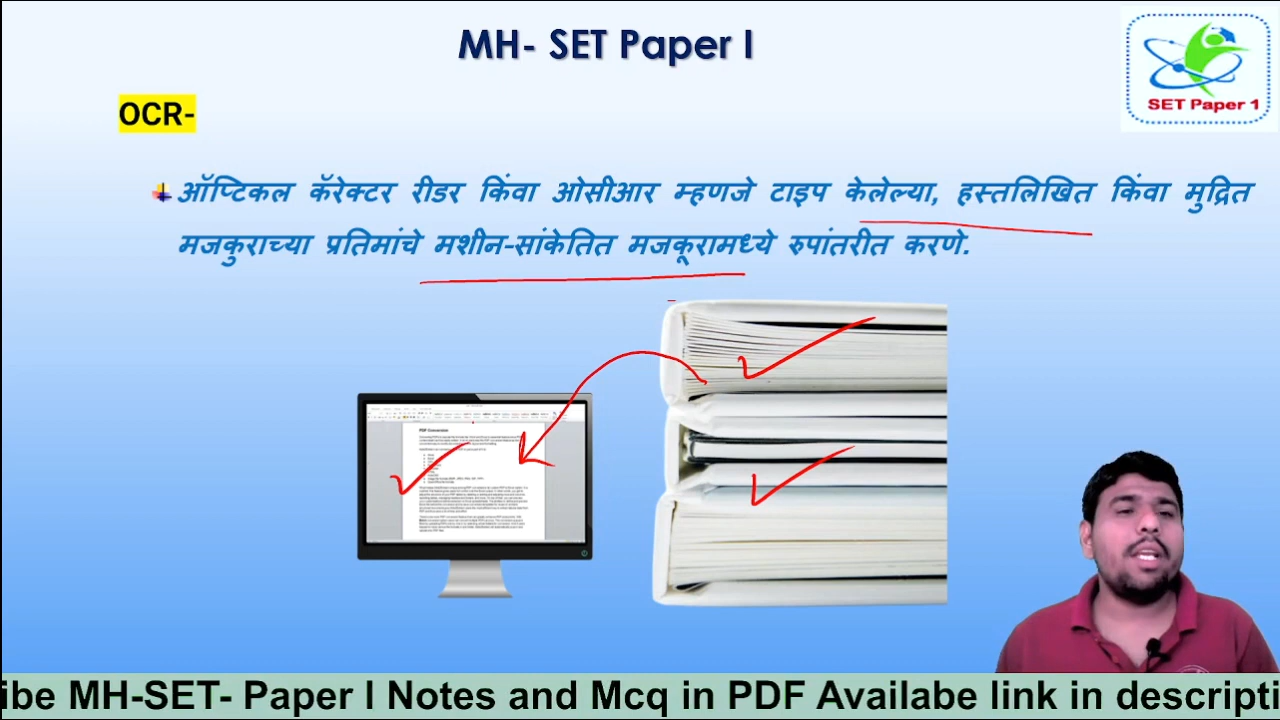 MH- SET Paper I
SET Paper 1
OCR-
ऑप्टिकल कॅरेक्टर रीडर किंवा ओसीआर म्हणजे टाइप केलेल्या, हस्तलिखित किंवा मुद्रित
मजकुराच्या प्रतिमांचे मशीन-सांकेतित मजकूरामध्ये रुपांतरीत करणे.
PDF Conversion
ibe MH-SET- Paper I Notes and Mcq in PDF Availabe link in descripti